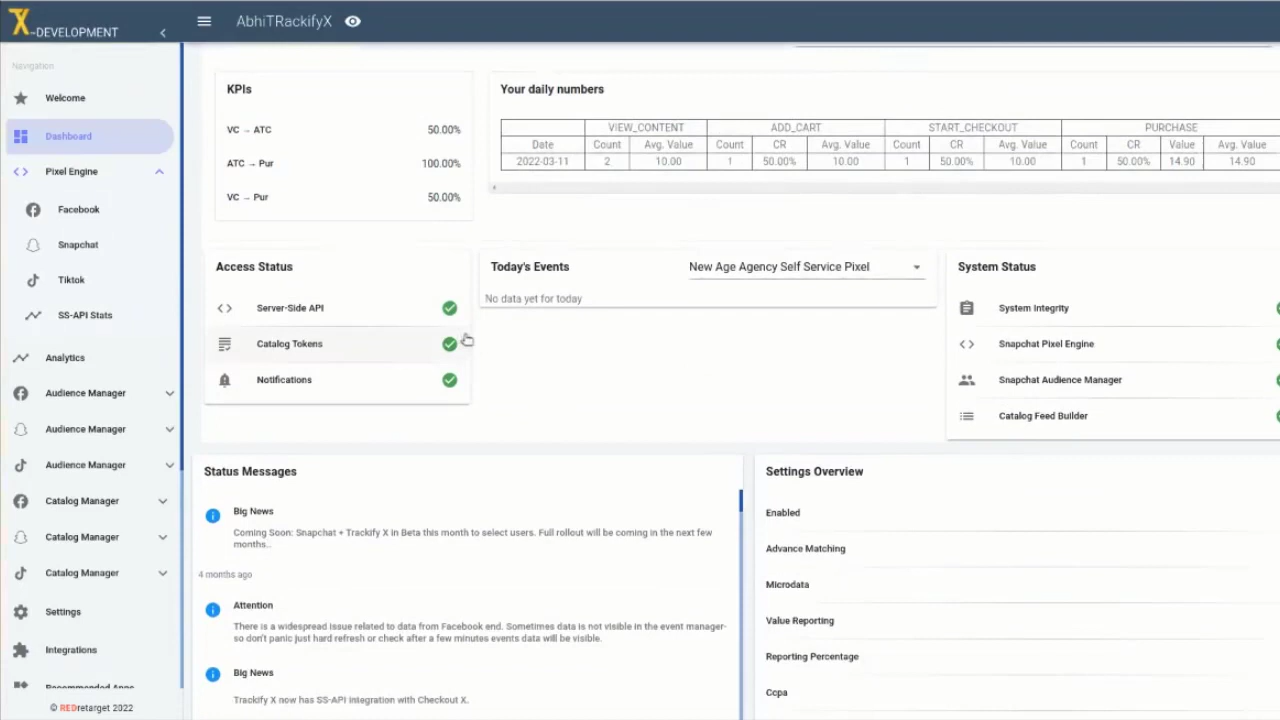 X-DEVELOPMENT
AbhiTRackifyX
Navigation
Welcome
Dashboard
Pixel Engine
Facebook
Snapchat
Tiktok
SS-API Stats
Analytics
Audience Manager
Audience Manager
Audience Manager
Catalog Manager
Catalog Manager
Catalog Manager
Settings
Integrations
Recommended Apps
© REDretarget 2022
KPIs
VC → ATC 50.00%
ATC → Pur 100.00%
VC → Pur 50.00%
Your daily numbers
VIEW_CONTENT ADD_CART START_CHECKOUT PURCHASE
Date Count Avg. Value Count CR Avg. Value Count CR Avg. Value Count CR Value Avg. Value
2022-03-11 2 10.00 1 50.00% 10.00 1 50.00% 10.00 1 50.00% 14.90 14.90
Access Status
Server-Side API
Catalog Tokens
Notifications
Today's Events New Age Agency Self Service Pixel
No data yet for today
System Status
System Integrity
Snapchat Pixel Engine
Snapchat Audience Manager
Catalog Feed Builder
Status Messages
Big News
Coming Soon: Snapchat + Trackify X in Beta this month to select users. Full rollout will be coming in the next few
months..
4 months ago
Attention
There is a widespread issue related to data from Facebook end. Sometimes data is not visible in the event manager-
so don't panic just hard refresh or check after a few minutes events data will be visible.
Big News
Trackify X now has SS-API integration with Checkout X.
Settings Overview
Enabled
Advance Matching
Microdata
Value Reporting
Reporting Percentage
Ccpa